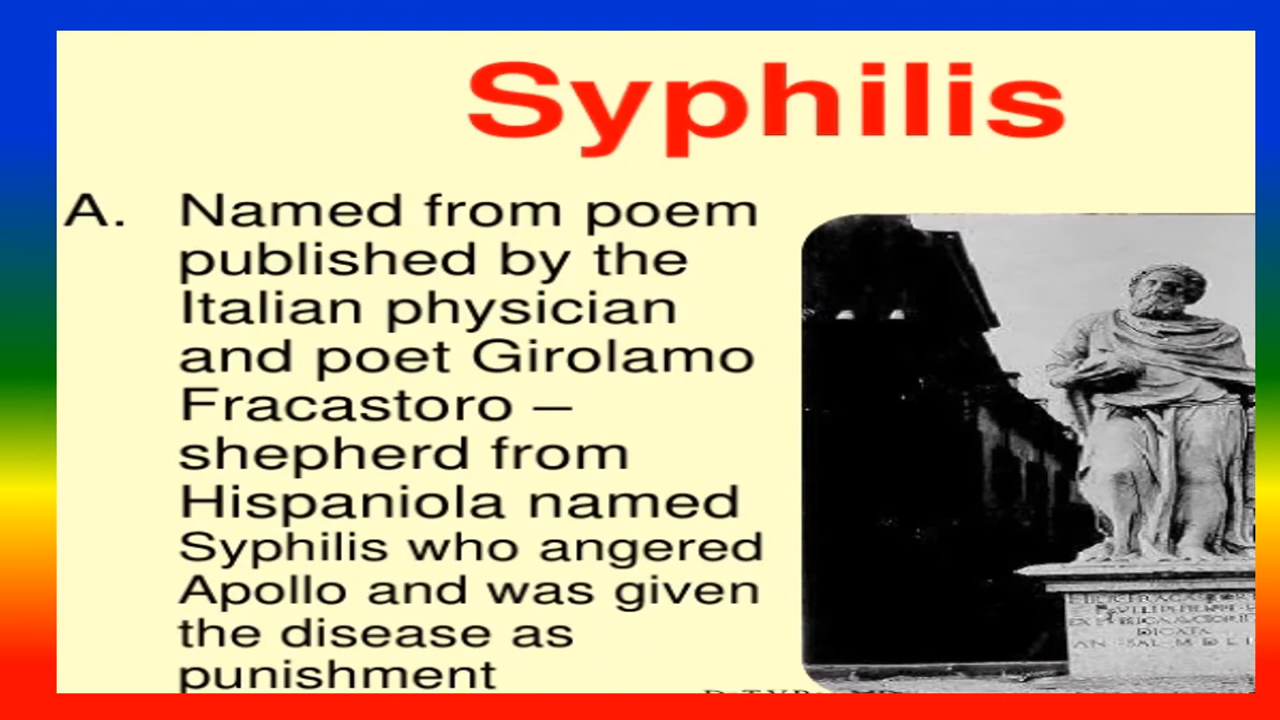 Syphilis
A. Named from poem
published by the
Italian physician
and poet Girolamo
Fracastoro –
shepherd from
Hispaniola named
Syphilis who angered
Apollo and was given
the disease as
punishment
DICATA